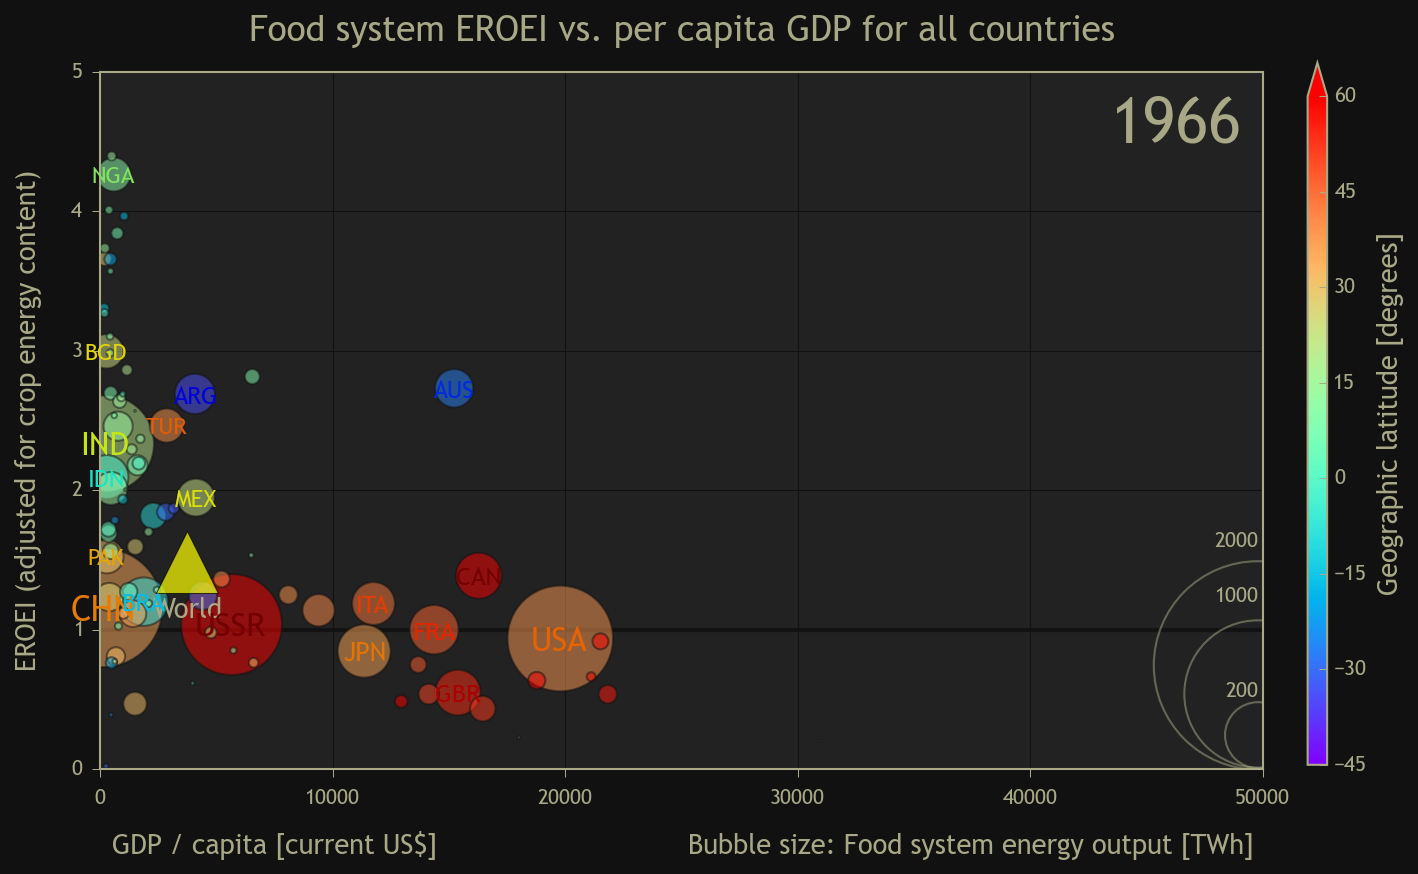 Food system EROEI vs. per capita GDP for all countries
1966
EROEI (adjusted for crop energy content)
5
4
3
2
1
0
NGA
BGD
ARG
AUS
TUR
IND
IDN
MEX
PAK
CHN
BRA
World
USSR
ITA
CAN
FRA
JPN
USA
GBR
2000
1000
200
0
10000
20000
30000
40000
50000
GDP / capita [current US$]
Bubble size: Food system energy output [TWh]
60
45
30
15
0
−15
−30
−45
Geographic latitude [degrees]